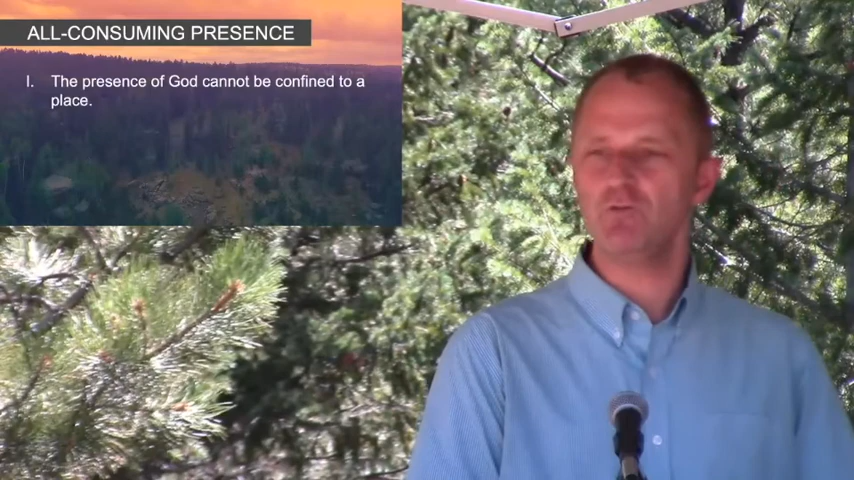 ALL-CONSUMING PRESENCE
I. The presence of God cannot be confined to a
place.